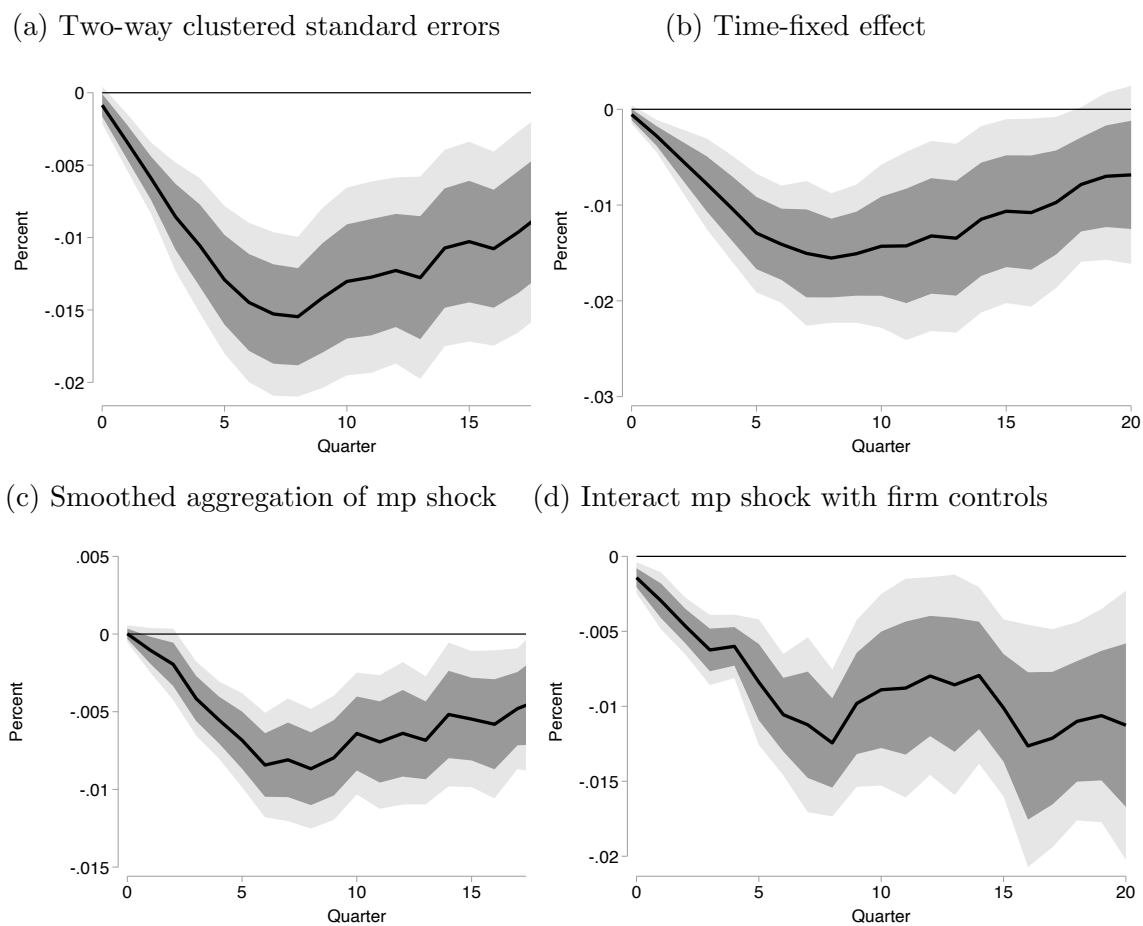 (a) Two-way clustered standard errors
0
-.005
-.01
-.015
-.02
Percent
0 5 10 15
Quarter
(b) Time-fixed effect
0
-.01
-.02
-.03
Percent
0 5 10 15 20
Quarter
(c) Smoothed aggregation of mp shock
.005
0
-.005
-.01
-.015
Percent
0 5 10 15
Quarter
(d) Interact mp shock with firm controls
0
-.005
-.01
-.015
-.02
Percent
0 5 10 15 20
Quarter